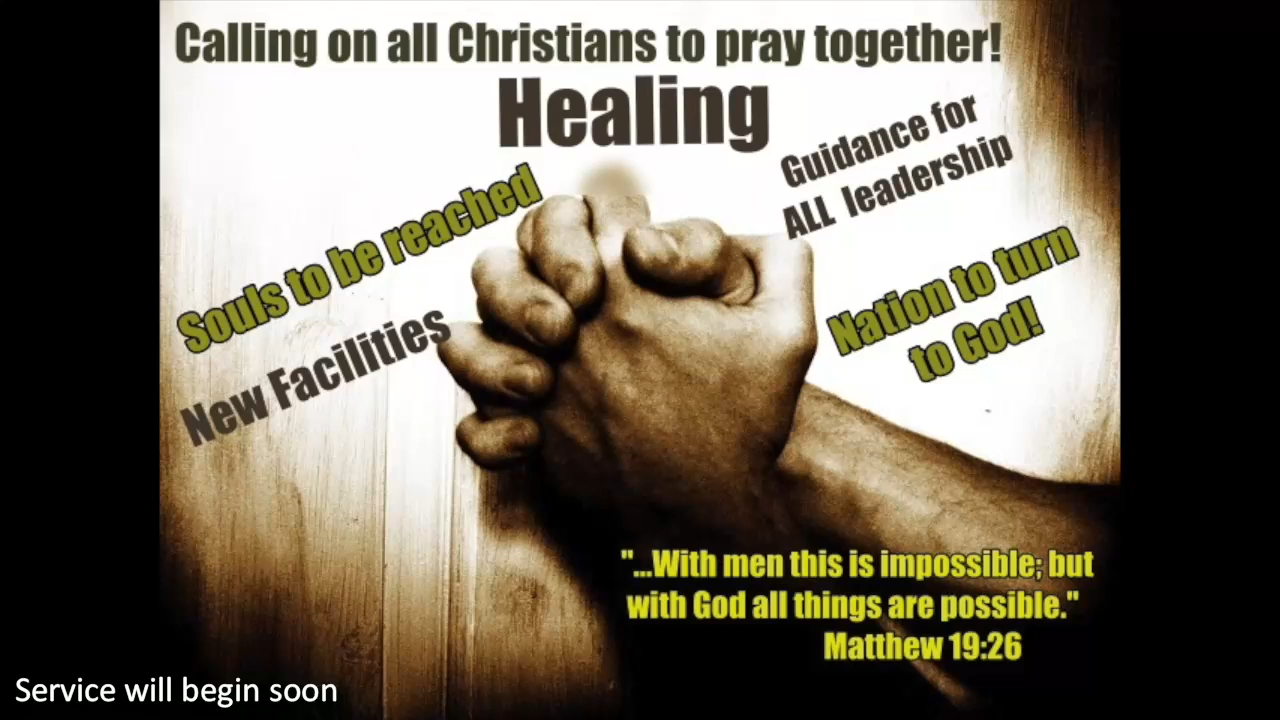 Calling on all Christians to pray together!
Healing
Guidance for
ALL leadership
Souls to be reached
New Facilities
Nation to turn
to God!
"...With men this is impossible; but
with God all things are possible."
Matthew 19:26
Service will begin soon